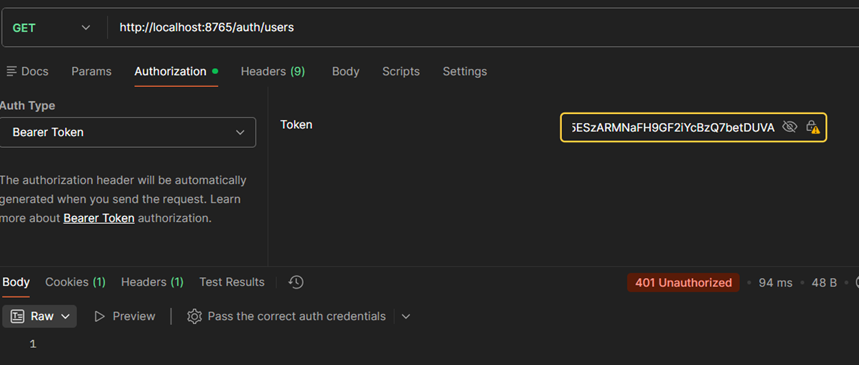 GET http://localhost:8765/auth/users
Docs Params Authorization Headers (9) Body Scripts Settings
Auth Type
Bearer Token
The authorization header will be automatically
generated when you send the request. Learn
more about Bearer Token authorization.
Token ESzARMNaFH9GF2iYcBzQ7betDUVA
Body Cookies (1) Headers (1) Test Results 401 Unauthorized • 94 ms • 48 B •
Raw Preview Pass the correct auth credentials
1